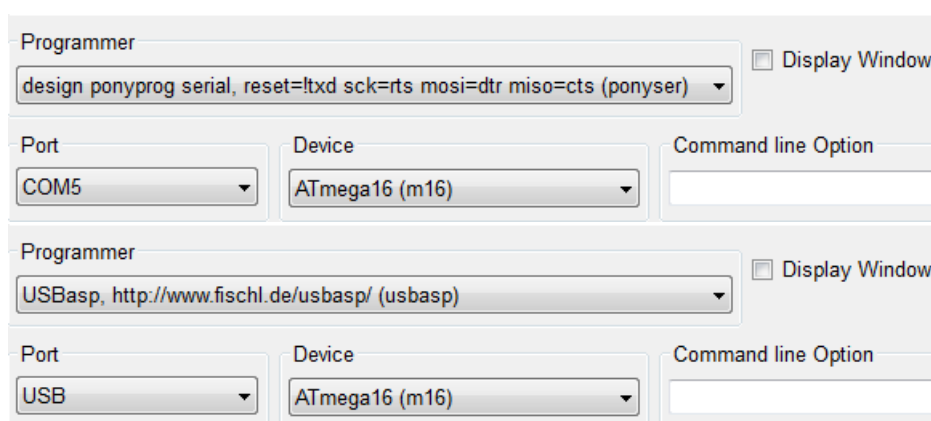 Programmer
Display Window
design ponyprog serial, reset=!txd sck=rts mosi=dtr miso=cts (ponyser)
Port
Device
Command line Option
COM5
ATmega16 (m16)
Programmer
Display Window
USBasp, http://www.fischl.de/usbasp/ (usbasp)
Port
Device
Command line Option
USB
ATmega16 (m16)